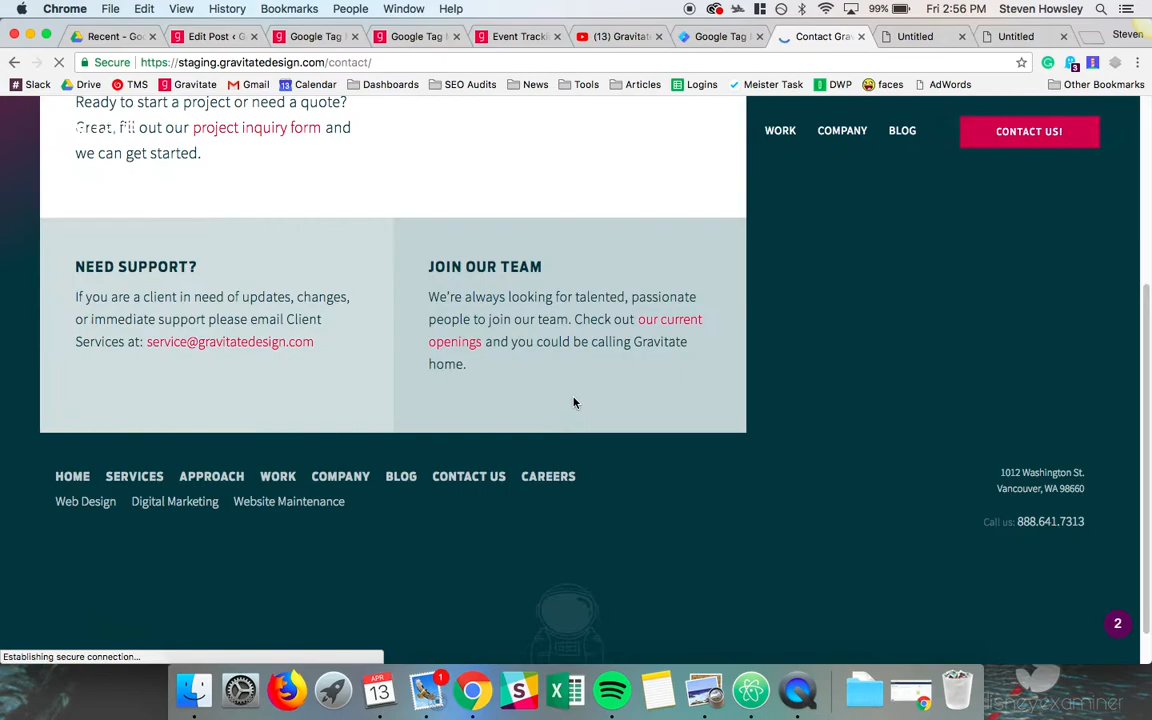 Chrome File Edit View History Bookmarks People Window Help 99% Fri 2:56 PM Steven Howsley
Recent - Go Edit Post ‹ G Google Tag Google Tag Event Tracki (13) Gravitat Google Tag Contact Grav Untitled Untitled Steven
Secure https://staging.gravitatedesign.com/contact/ 3
Slack Drive TMS Gravitate Gmail 13 Calendar Dashboards SEO Audits News Tools Articles Logins Meister Task DWP faces AdWords Other Bookmarks
Ready to start a project or need a quote?
Great, fill out our project inquiry form and
we can get started.
WORK COMPANY BLOG CONTACT US!
NEED SUPPORT?
If you are a client in need of updates, changes,
or immediate support please email Client
Services at: service@gravitatedesign.com
JOIN OUR TEAM
We're always looking for talented, passionate
people to join our team. Check out our current
openings and you could be calling Gravitate
home.
HOME SERVICES APPROACH WORK COMPANY BLOG CONTACT US CAREERS
Web Design Digital Marketing Website Maintenance
1012 Washington St.
Vancouver, WA 98660
Call us: 888.641.7313
2
Establishing secure connection...
APR
13
1